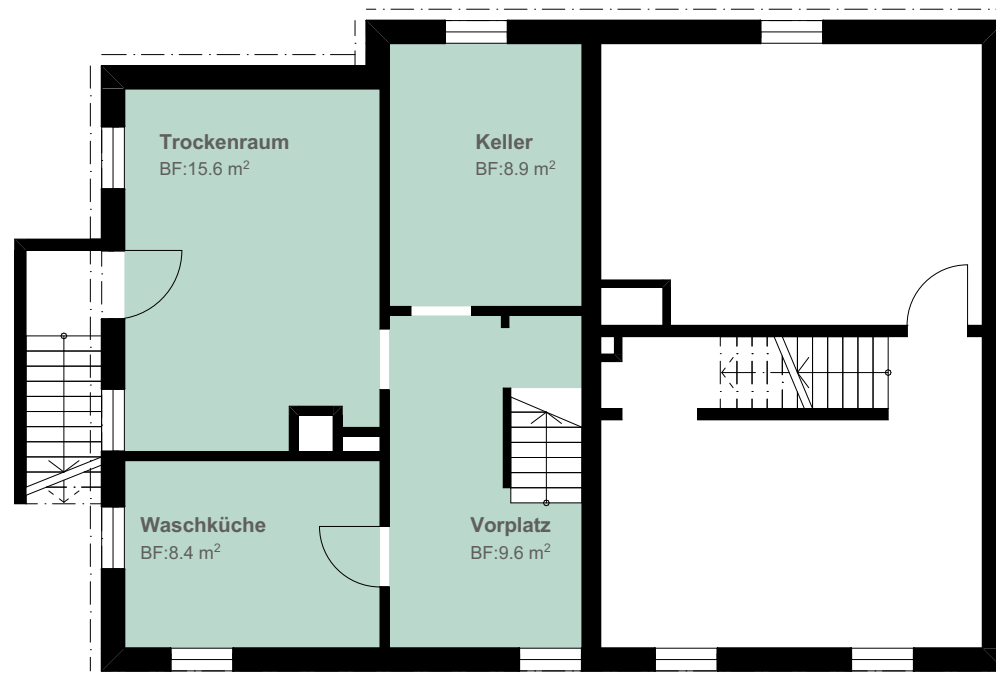 Trockenraum
BF:15.6 m²
Keller
BF:8.9 m²
Waschküche
BF:8.4 m²
Vorplatz
BF:9.6 m²